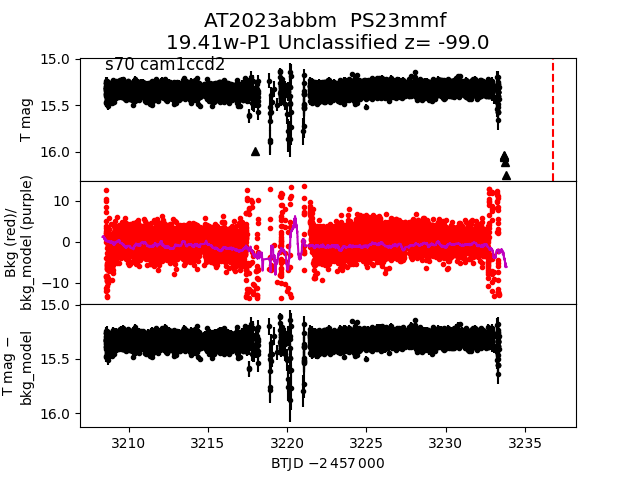 AT2023abbm PS23mmf
19.41w-P1 Unclassified z= -99.0
s70 cam1ccd2
15.0
15.5
16.0
T mag
10
0
−10
Bkg (red)/
bkg_model (purple)
15.0
15.5
16.0
T mag −
bkg_model
3210 3215 3220 3225 3230 3235
BTJD −2 457 000